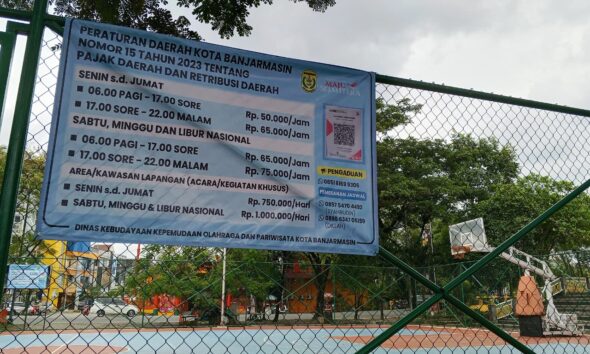 PERATURAN DAERAH KOTA BANJARMASIN
NOMOR 15 TAHUN 2023 TENTANG
PAJAK DAERAH DAN RETRIBUSI DAERAH
SENIN s.d. JUMAT
06.00 PAGI - 17.00 SORE Rp. 50.000/Jam
17.00 SORE - 22.00 MALAM Rp. 65.000/Jam
SABTU, MINGGU DAN LIBUR NASIONAL
06.00 PAGI - 17.00 SORE Rp. 65.000/Jam
17.00 SORE - 22.00 MALAM Rp. 75.000/Jam
AREA/KAWASAN LAPANGAN (ACARA/KEGIATAN KHUSUS)
SENIN s.d. JUMAT Rp. 750.000/Hari
SABTU, MINGGU & LIBUR NASIONAL Rp. 1.000.000/Hari
DINAS KEBUDAYAAN KEPEMUDAAN OLAHRAGA DAN PARIWISATA KOTA BANJARMASIN
MAJU
PENGADUAN
PEMESANAN JADWAL